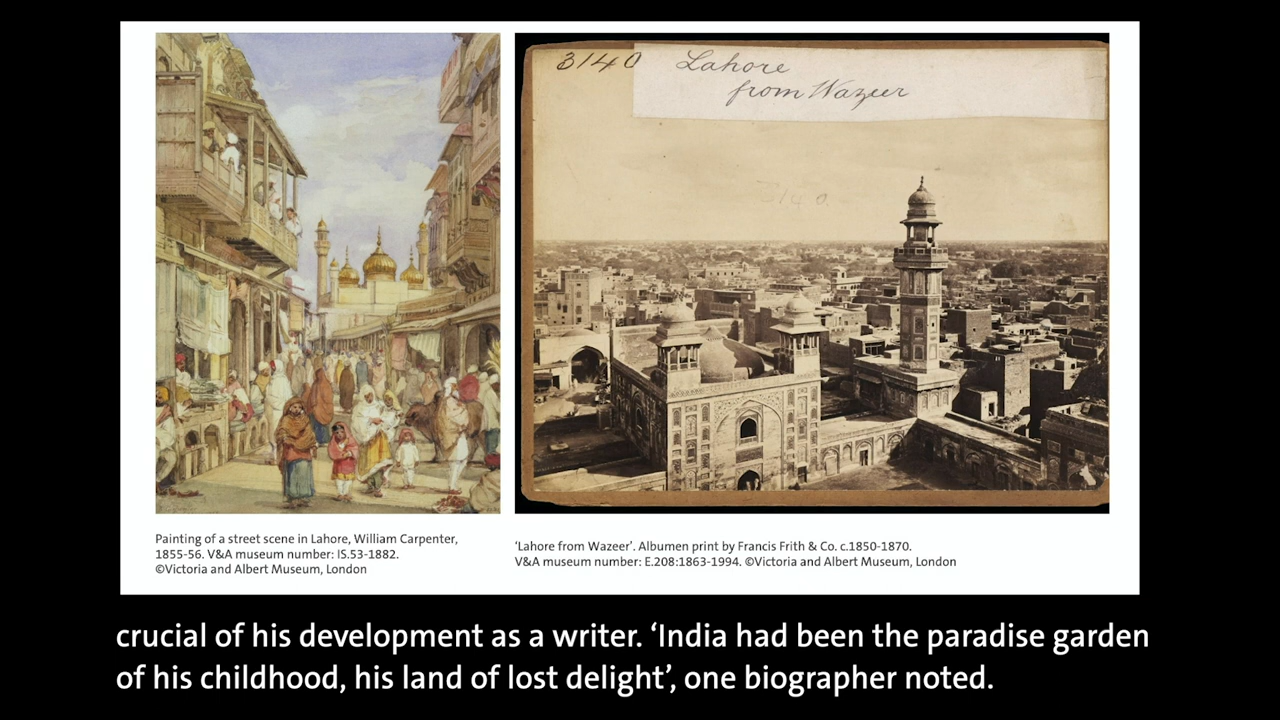 3140
Lahore
from Wazeer
3140.
Painting of a street scene in Lahore, William Carpenter,
1855-56. V&A museum number: IS.53-1882.
©Victoria and Albert Museum, London
‘Lahore from Wazeer’. Albumen print by Francis Frith & Co. c.1850-1870.
V&A museum number: E.208:1863-1994. ©Victoria and Albert Museum, London
crucial of his development as a writer. ‘India had been the paradise garden
of his childhood, his land of lost delight’, one biographer noted.